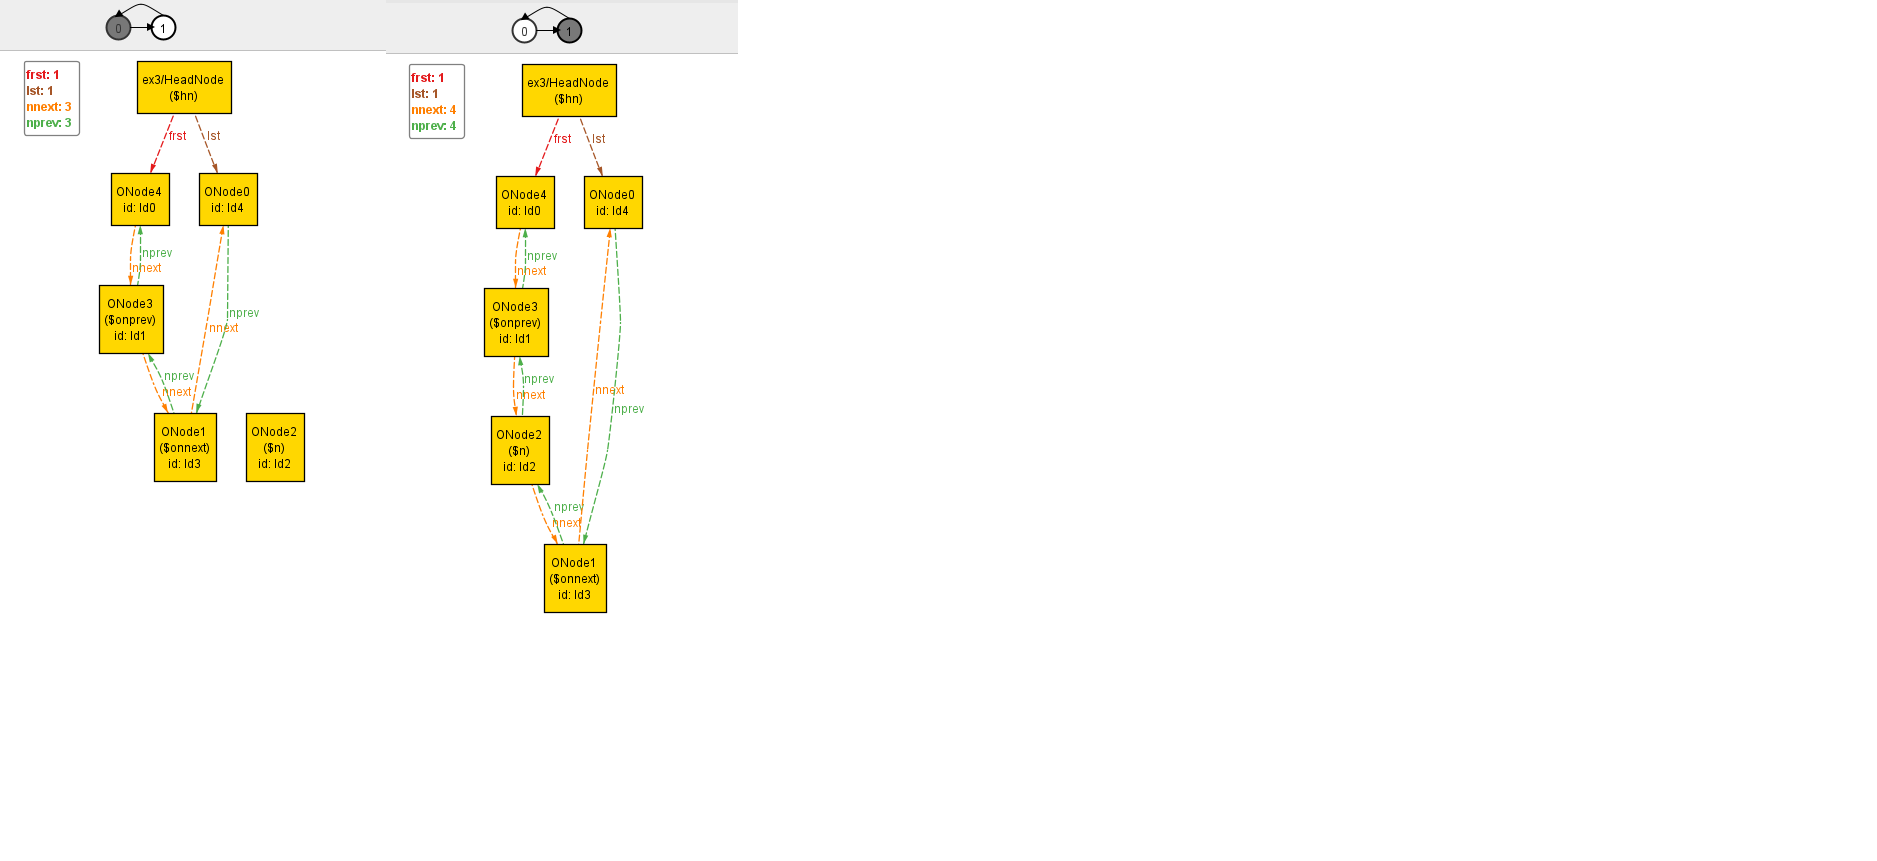 0 1
frst: 1
lst: 1
nnext: 3
nprev: 3
ex3/HeadNode
($hn)
frst lst
ONode4
id: Id0
ONode0
id: Id4
nprev
nnext
ONode3
($onprev)
id: Id1
nprev
nnext
nprev
nnext
ONode1
($onnext)
id: Id3
ONode2
($n)
id: Id2
0 1
frst: 1
lst: 1
nnext: 4
nprev: 4
ex3/HeadNode
($hn)
frst lst
ONode4
id: Id0
ONode0
id: Id4
nprev
nnext
ONode3
($onprev)
id: Id1
nprev
nnext
nnext
nprev
ONode2
($n)
id: Id2
nprev
nnext
ONode1
($onnext)
id: Id3